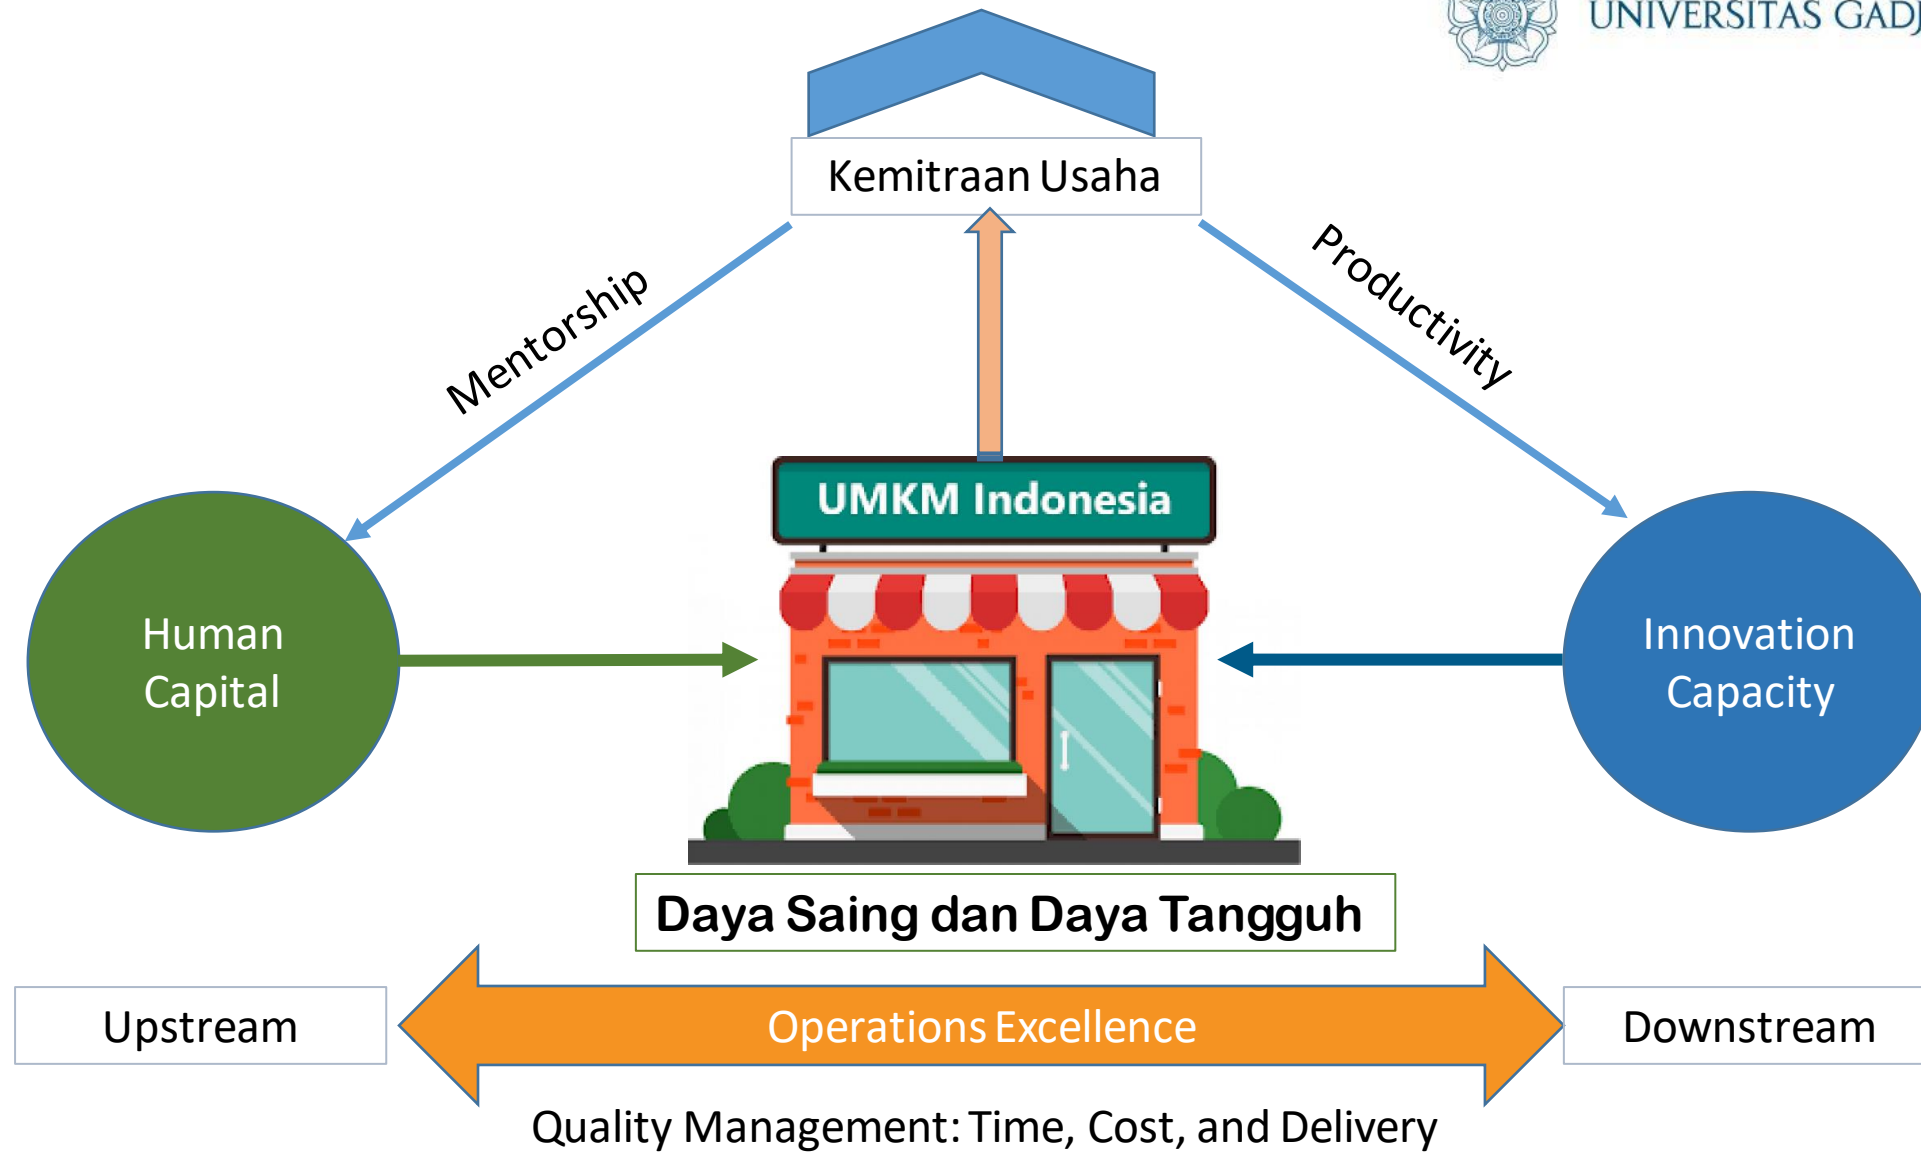 UNIVERSITAS
Kemitraan Usaha
Mentorship
Productivity
UMKM Indonesia
Human
Capital
Innovation
Capacity
Daya Saing dan Daya Tangguh
Upstream
Operations Excellence
Downstream
Quality Management: Time, Cost, and Delivery